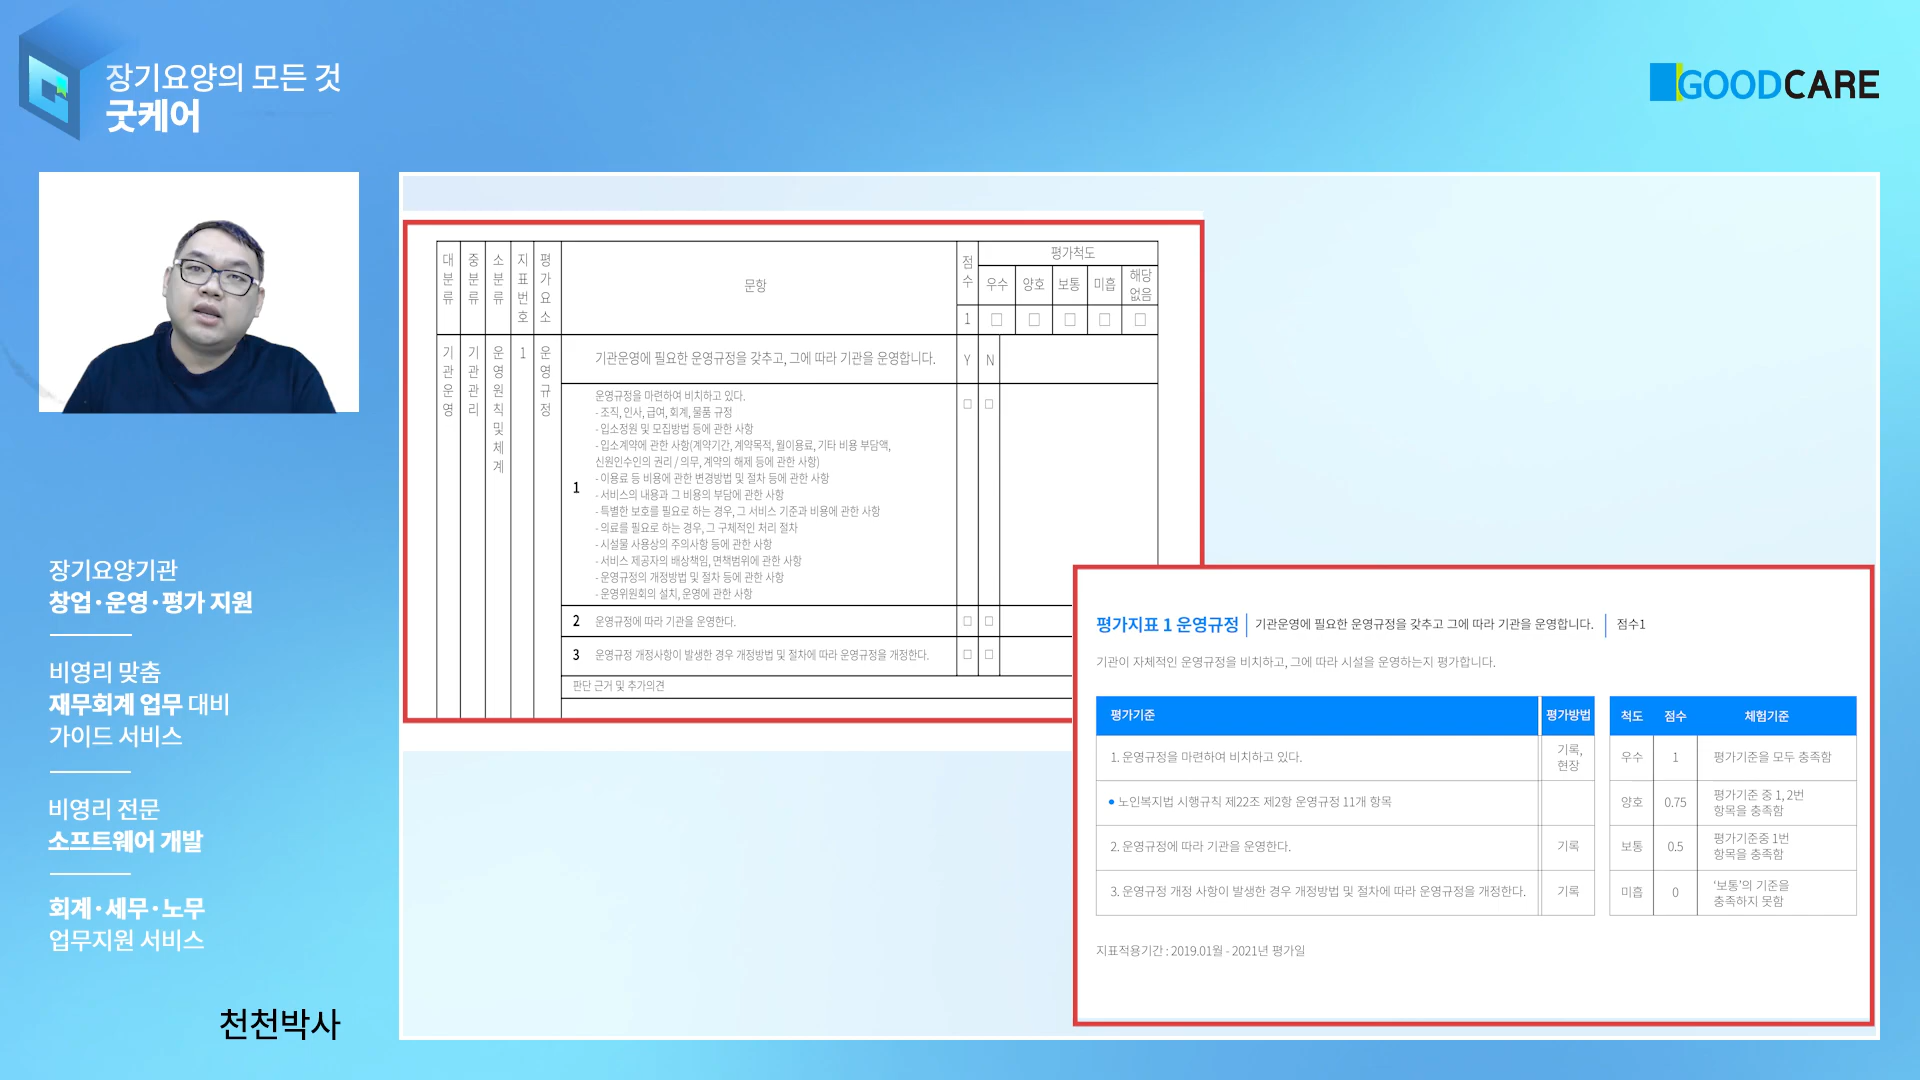 장기요양의 모든 것
굿케어
GOODCARE
장기요양기관
창업·운영·평가 지원
비영리 맞춤
재무회계 업무 대비
가이드 서비스
비영리 전문
소프트웨어 개발
회계·세무·노무
업무지원 서비스
천천박사
대분류 중분류 소분류 지표번호 평가요소 문항 점수 평가척도
우수 양호 보통 미흡 해당없음
1 □ □ □ □ □
기관운영 기관관리 운영원칙 및 체계 1 운영규정
기관운영에 필요한 운영규정을 갖추고, 그에 따라 기관을 운영합니다. Y N
1
운영규정을 마련하여 비치하고 있다. □ □
- 조직, 인사, 급여, 회계, 물품 규정
- 입소정원 및 모집방법 등에 관한 사항
- 입소계약에 관한 사항(계약기간, 계약목적, 월이용료, 기타 비용 부담액,
신원인수인의 권리 / 의무, 계약의 해제 등에 관한 사항)
- 이용료 등 비용에 관한 변경방법 및 절차 등에 관한 사항
- 서비스의 내용과 그 비용의 부담에 관한 사항
- 특별한 보호를 필요로 하는 경우, 그 서비스 기준과 비용에 관한 사항
- 의료를 필요로 하는 경우, 그 구체적인 처리 절차
- 시설물 사용상의 주의사항 등에 관한 사항
- 서비스 제공자의 배상책임, 면책범위에 관한 사항
- 운영규정의 개정방법 및 절차 등에 관한 사항
- 운영위원회의 설치, 운영에 관한 사항
2 운영규정에 따라 기관을 운영한다. □ □
3 운영규정 개정사항이 발생한 경우 개정방법 및 절차에 따라 운영규정을 개정한다. □ □
판단 근거 및 추가의견
평가지표 1 운영규정 | 기관운영에 필요한 운영규정을 갖추고 그에 따라 기관을 운영합니다. | 점수1
기관이 자체적인 운영규정을 비치하고, 그에 따라 시설을 운영하는지 평가합니다.
평가기준 평가방법
1. 운영규정을 마련하여 비치하고 있다. 기록, 현장
• 노인복지법 시행규칙 제22조 제2항 운영규정 11개 항목
2. 운영규정에 따라 기관을 운영한다. 기록
3. 운영규정 개정 사항이 발생한 경우 개정방법 및 절차에 따라 운영규정을 개정한다. 기록
척도 점수 체험기준
우수 1 평가기준을 모두 충족함
양호 0.75 평가기준 중 1, 2번 항목을 충족함
보통 0.5 평가기준중 1번 항목을 충족함
미흡 0 '보통'의 기준을 충족하지 못함
지표적용기간 : 2019.01월 - 2021년 평가일